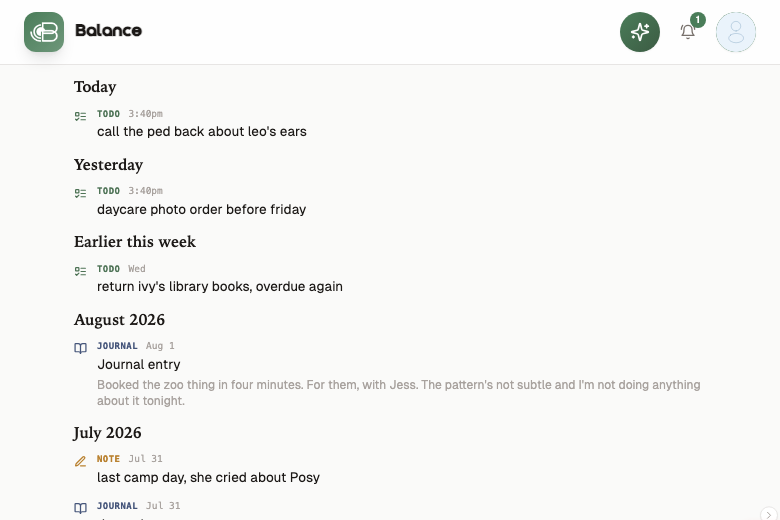 Balance
1
Today
TODO 3:40pm
call the ped back about leo's ears
Yesterday
TODO 3:40pm
daycare photo order before friday
Earlier this week
TODO Wed
return ivy's library books, overdue again
August 2026
JOURNAL Aug 1
Journal entry
Booked the zoo thing in four minutes. For them, with Jess. The pattern's not subtle and I'm not doing anything
about it tonight.
July 2026
NOTE Jul 31
last camp day, she cried about Posy
JOURNAL Jul 31